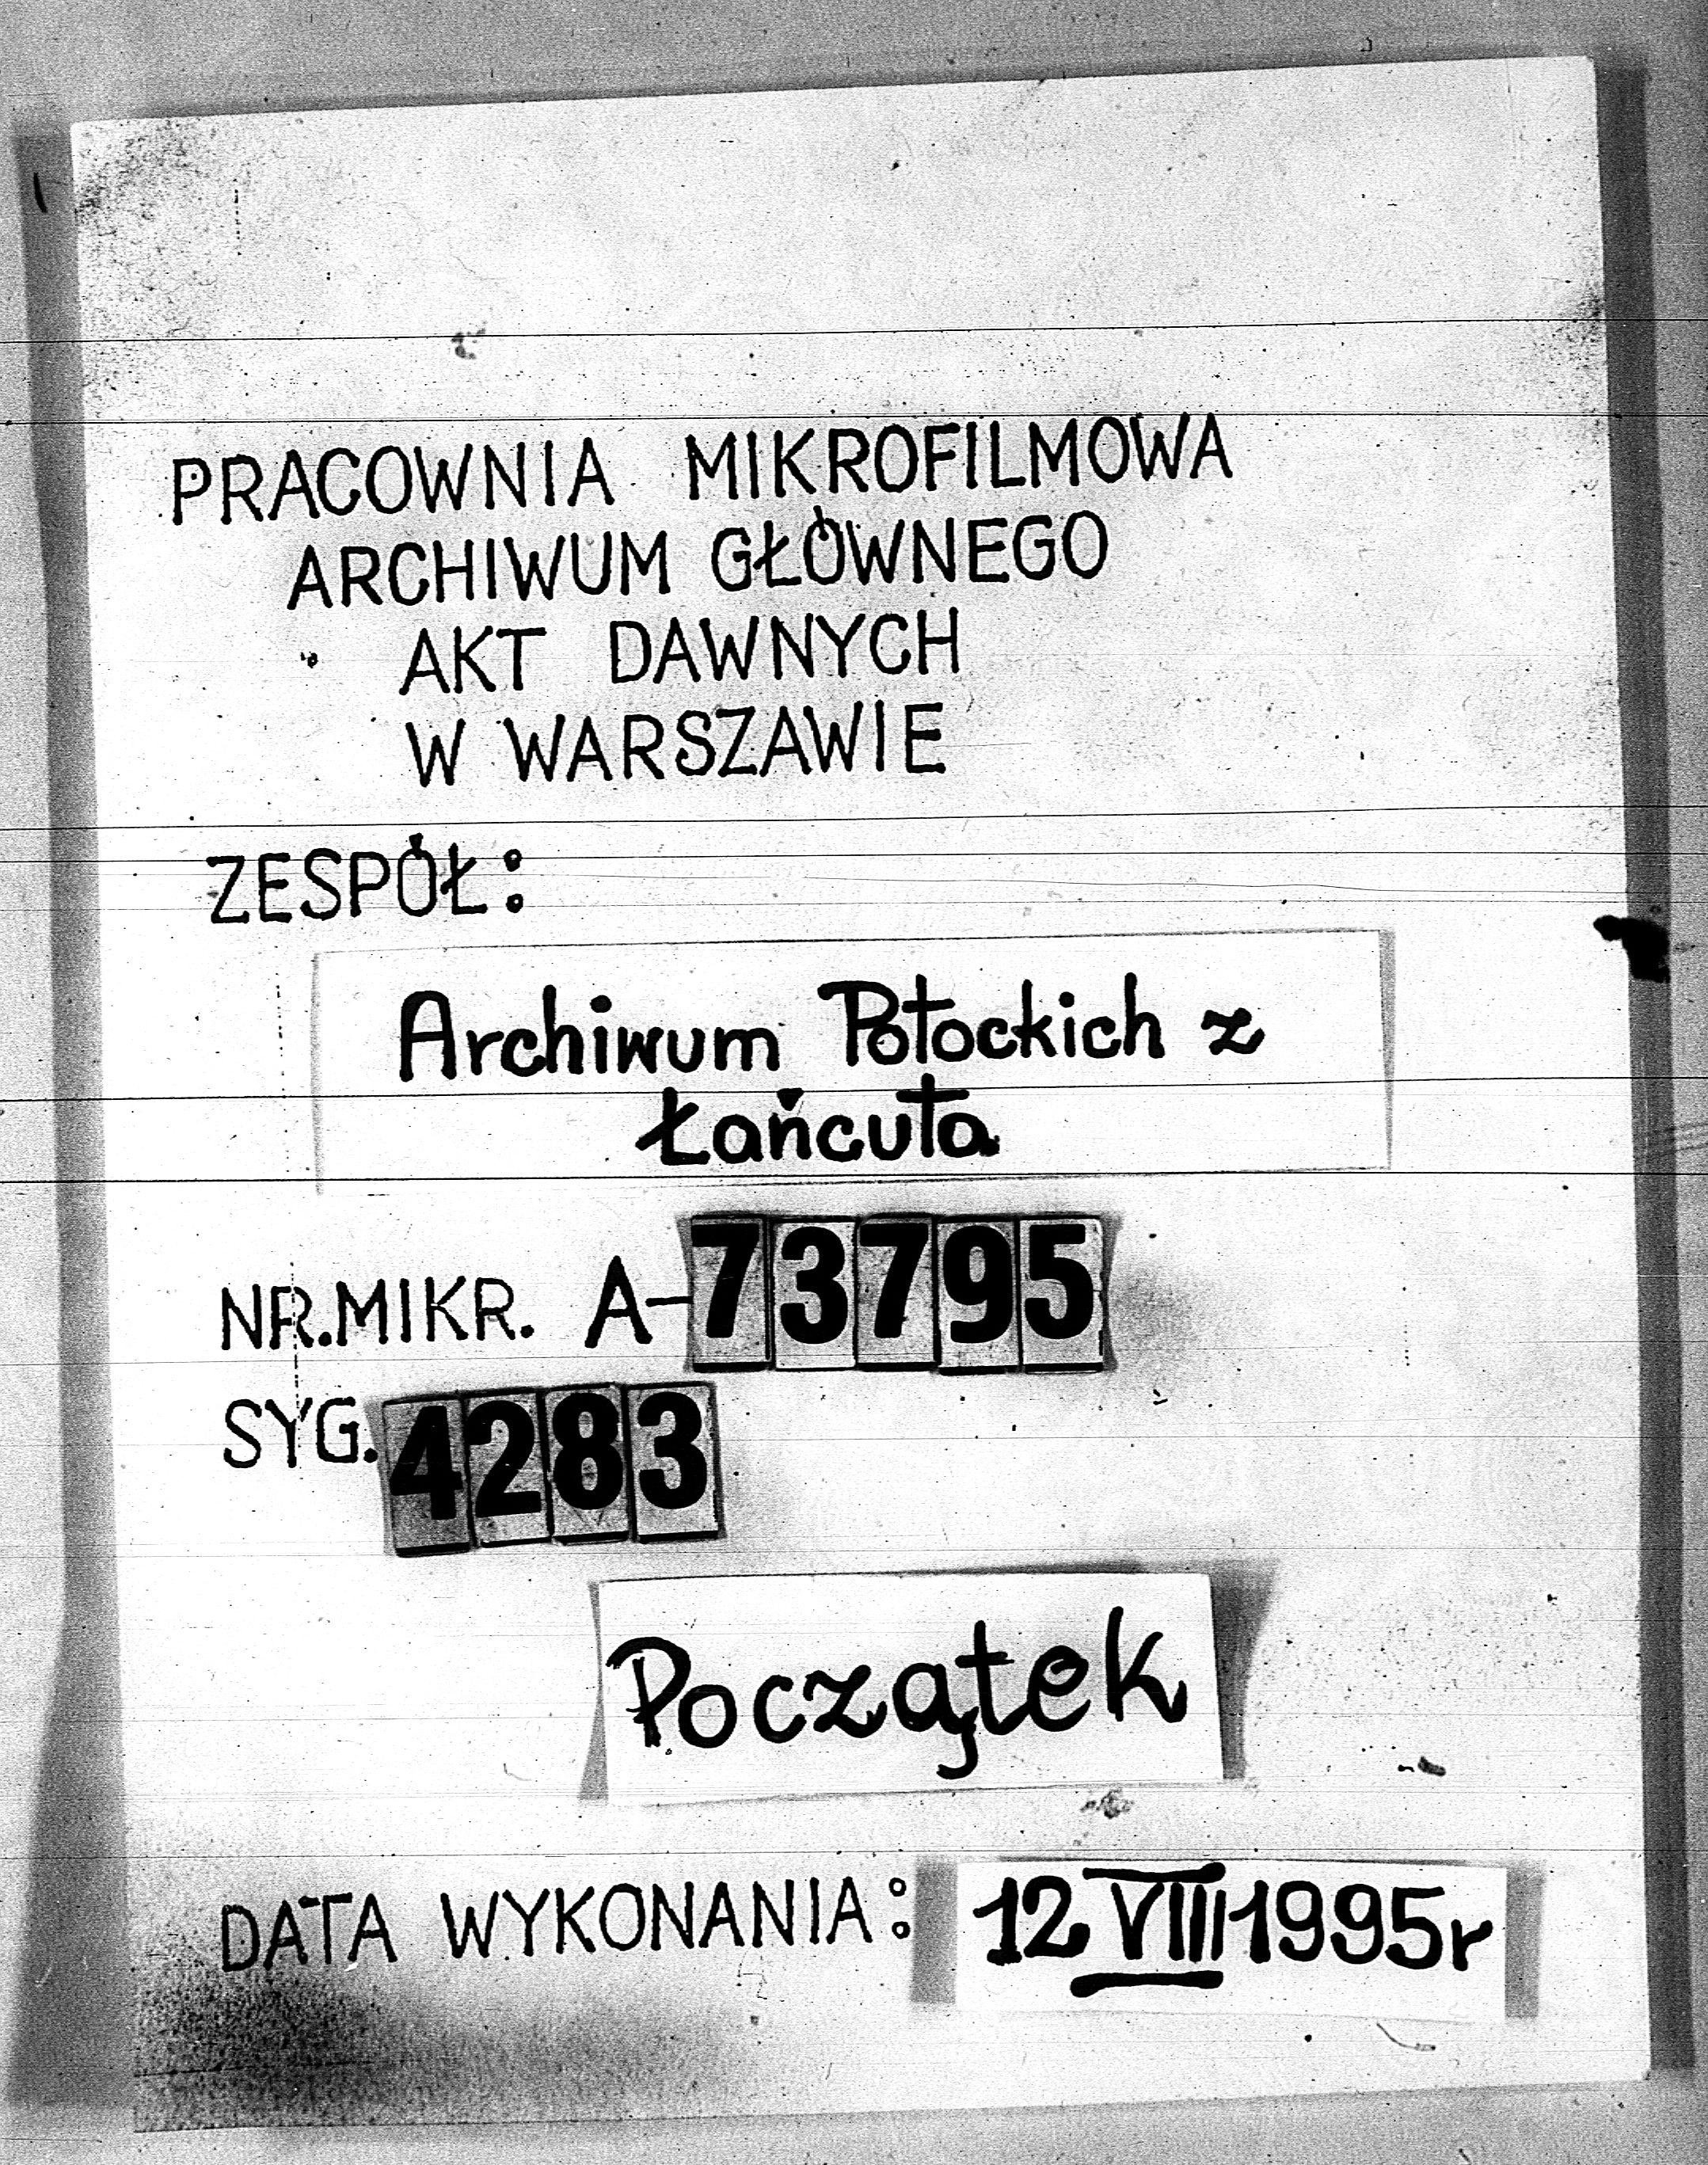 PRACOWNIA MIKROFILMOWA
ARCHIWUM GŁÓWNEGO
AKT DAWNYCH
W WARSZAWIE
ZESPÓŁ:
Archiwum Potockich z
Łańcuta
NR.MIKR. A-73795
SYG. 4283
Początek
DATA WYKONANIA: 12 VIII 1995r